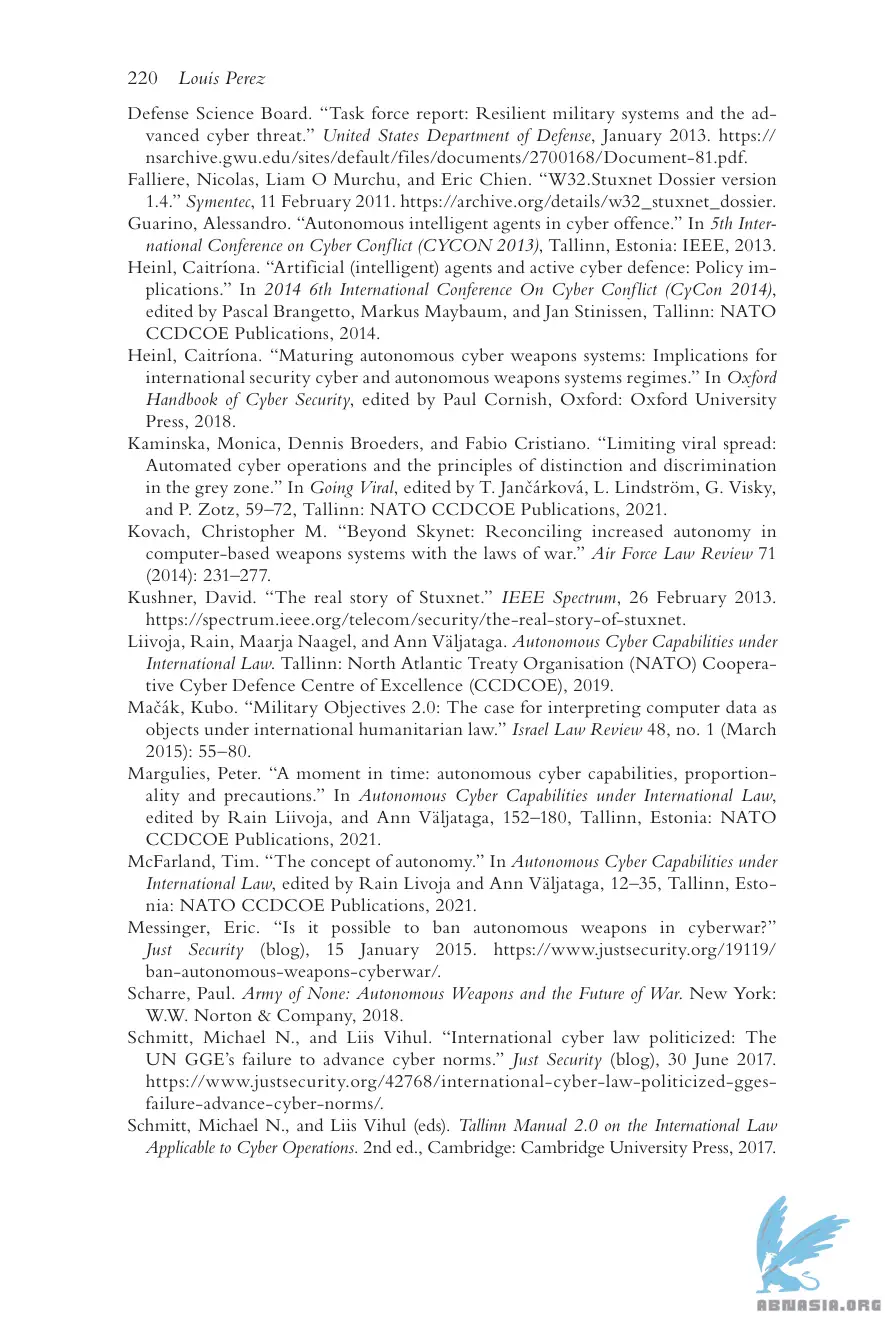 220 Louis Perez
Defense Science Board. “Task force report: Resilient military systems and the ad-
vanced cyber threat.” United States Department of Defense, January 2013. https://
nsarchive.gwu.edu/sites/default/files/documents/2700168/Document-81.pdf.
Falliere, Nicolas, Liam O Murchu, and Eric Chien. “W32.Stuxnet Dossier version
1.4.” Symentec, 11 February 2011. https://archive.org/details/w32_stuxnet_dossier.
Guarino, Alessandro. “Autonomous intelligent agents in cyber offence.” In 5th Inter-
national Conference on Cyber Conflict (CYCON 2013), Tallinn, Estonia: IEEE, 2013.
Heinl, Caitríona. “Artificial (intelligent) agents and active cyber defence: Policy im-
plications.” In 2014 6th International Conference On Cyber Conflict (CyCon 2014),
edited by Pascal Brangetto, Markus Maybaum, and Jan Stinissen, Tallinn: NATO
CCDCOE Publications, 2014.
Heinl, Caitríona. “Maturing autonomous cyber weapons systems: Implications for
international security cyber and autonomous weapons systems regimes.” In Oxford
Handbook of Cyber Security, edited by Paul Cornish, Oxford: Oxford University
Press, 2018.
Kaminska, Monica, Dennis Broeders, and Fabio Cristiano. “Limiting viral spread:
Automated cyber operations and the principles of distinction and discrimination
in the grey zone.” In Going Viral, edited by T. Jančárková, L. Lindström, G. Visky,
and P. Zotz, 59–72, Tallinn: NATO CCDCOE Publications, 2021.
Kovach, Christopher M. “Beyond Skynet: Reconciling increased autonomy in
computer-based weapons systems with the laws of war.” Air Force Law Review 71
(2014): 231–277.
Kushner, David. “The real story of Stuxnet.” IEEE Spectrum, 26 February 2013.
https://spectrum.ieee.org/telecom/security/the-real-story-of-stuxnet.
Liivoja, Rain, Maarja Naagel, and Ann Väljataga. Autonomous Cyber Capabilities under
International Law. Tallinn: North Atlantic Treaty Organisation (NATO) Coopera-
tive Cyber Defence Centre of Excellence (CCDCOE), 2019.
Mačák, Kubo. “Military Objectives 2.0: The case for interpreting computer data as
objects under international humanitarian law.” Israel Law Review 48, no. 1 (March
2015): 55–80.
Margulies, Peter. “A moment in time: autonomous cyber capabilities, proportion-
ality and precautions.” In Autonomous Cyber Capabilities under International Law,
edited by Rain Liivoja, and Ann Väljataga, 152–180, Tallinn, Estonia: NATO
CCDCOE Publications, 2021.
McFarland, Tim. “The concept of autonomy.” In Autonomous Cyber Capabilities under
International Law, edited by Rain Livoja and Ann Väljataga, 12–35, Tallinn, Esto-
nia: NATO CCDCOE Publications, 2021.
Messinger, Eric. “Is it possible to ban autonomous weapons in cyberwar?”
Just Security (blog), 15 January 2015. https://www.justsecurity.org/19119/
ban-autonomous-weapons-cyberwar/.
Scharre, Paul. Army of None: Autonomous Weapons and the Future of War. New York:
W.W. Norton & Company, 2018.
Schmitt, Michael N., and Liis Vihul. “International cyber law politicized: The
UN GGE’s failure to advance cyber norms.” Just Security (blog), 30 June 2017.
https://www.justsecurity.org/42768/international-cyber-law-politicized-gges-
failure-advance-cyber-norms/.
Schmitt, Michael N., and Liis Vihul (eds). Tallinn Manual 2.0 on the International Law
Applicable to Cyber Operations. 2nd ed., Cambridge: Cambridge University Press, 2017.
ABNASIA.ORG